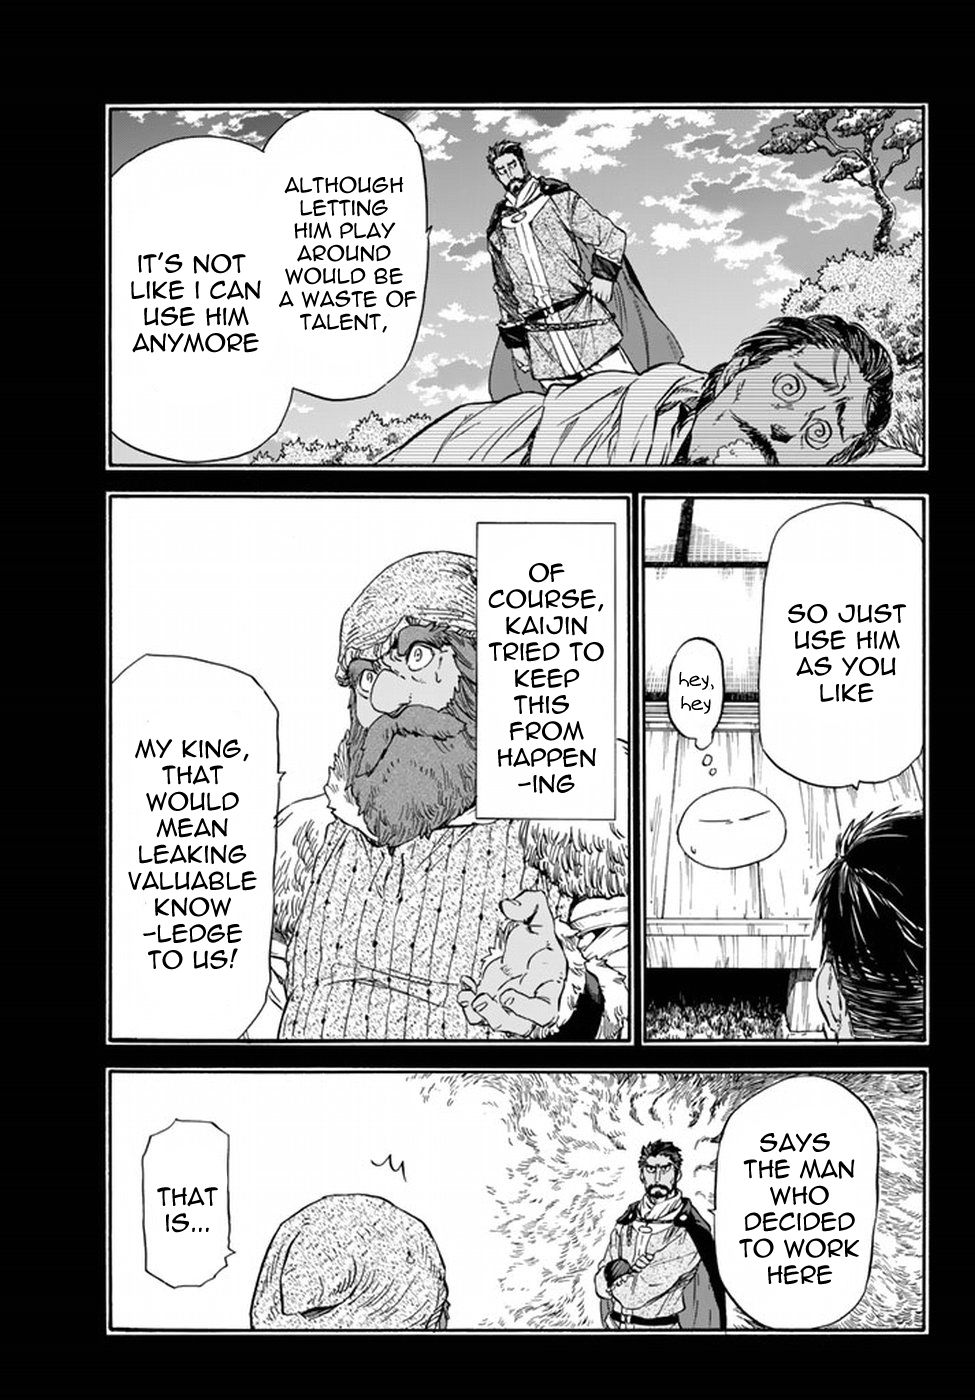 ALTHOUGH
LETTING
HIM PLAY
AROUND
WOULD BE
A WASTE OF
TALENT,
IT'S NOT
LIKE I CAN
USE HIM
ANYMORE
SO JUST
USE HIM
AS YOU
LIKE
hey,
hey
OF
COURSE,
KAIJIN
TRIED TO
KEEP
THIS
FROM
HAPPEN
-ING
MY KING,
THAT
WOULD
MEAN
LEAKING
VALUABLE
KNOW
-LEDGE
TO US!
SAYS
THE MAN
WHO
DECIDED
TO WORK
HERE
THAT
IS...